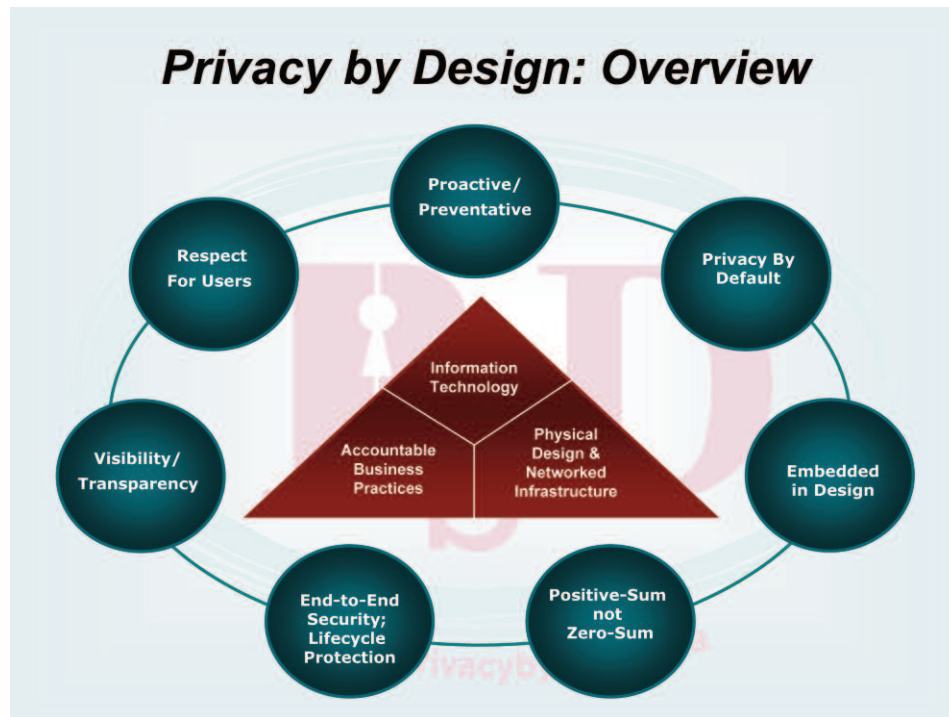 Privacy by Design: Overview
Proactive/
Preventative
Privacy By
Default
Embedded
in Design
Positive-Sum
not
Zero-Sum
End-to-End
Security;
Lifecycle
Protection
Visibility/
Transparency
Respect
For Users
Information
Technology
Accountable
Business
Practices
Physical
Design &
Networked
Infrastructure